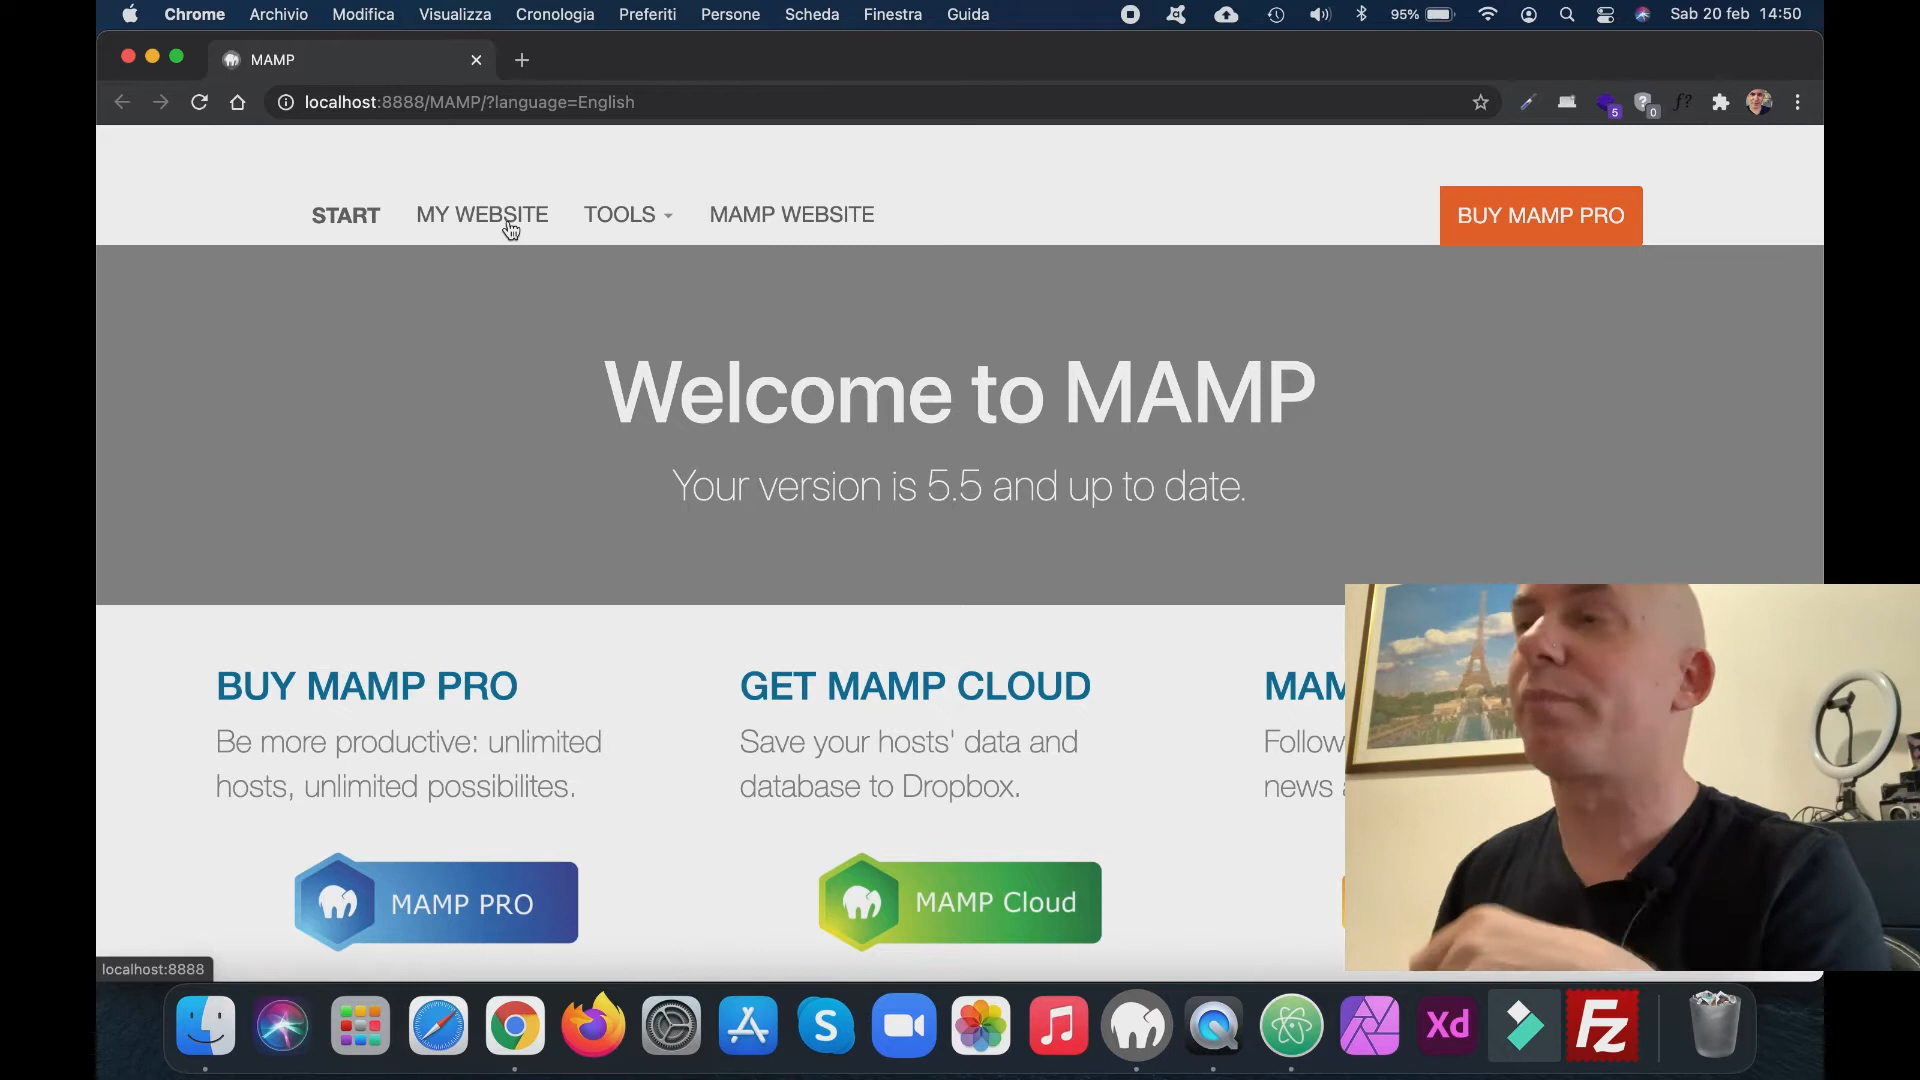 Chrome Archivio Modifica Visualizza Cronologia Preferiti Persone Scheda Finestra Guida 95% Sab 20 feb 14:50
MAMP
localhost:8888/MAMP/?language=English
5 0 f?
START MY WEBSITE TOOLS MAMP WEBSITE BUY MAMP PRO
Welcome to MAMP
Your version is 5.5 and up to date.
BUY MAMP PRO
Be more productive: unlimited
hosts, unlimited possibilites.
MAMP PRO
GET MAMP CLOUD
Save your hosts' data and
database to Dropbox.
MAMP Cloud
MAM
Follow
news
localhost:8888
S
Xd
Fz